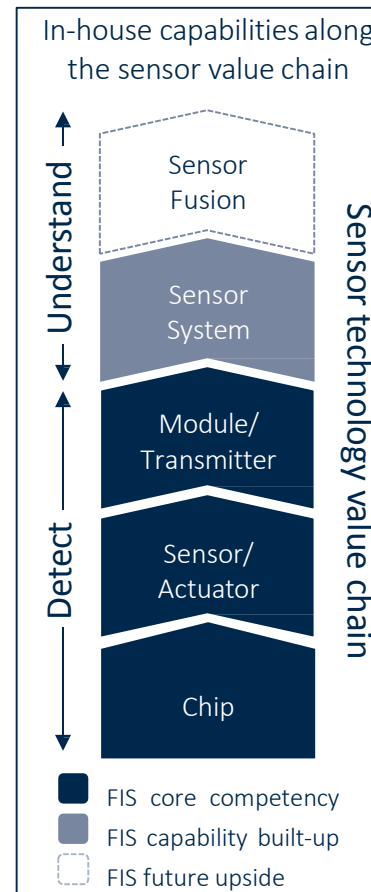 In-house capabilities along
the sensor value chain
Understand
Detect
Sensor
Fusion
Sensor
System
Module/
Transmitter
Sensor/
Actuator
Chip
Sensor technology value chain
FIS core competency
FIS capability built-up
FIS future upside